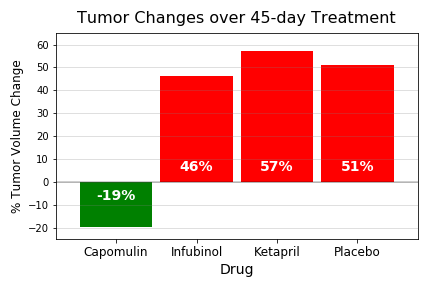 Tumor Changes over 45-day Treatment
% Tumor Volume Change
60
50
40
30
20
10
0
−10
−20
-19%
46%
57%
51%
Capomulin
Infubinol
Ketapril
Placebo
Drug